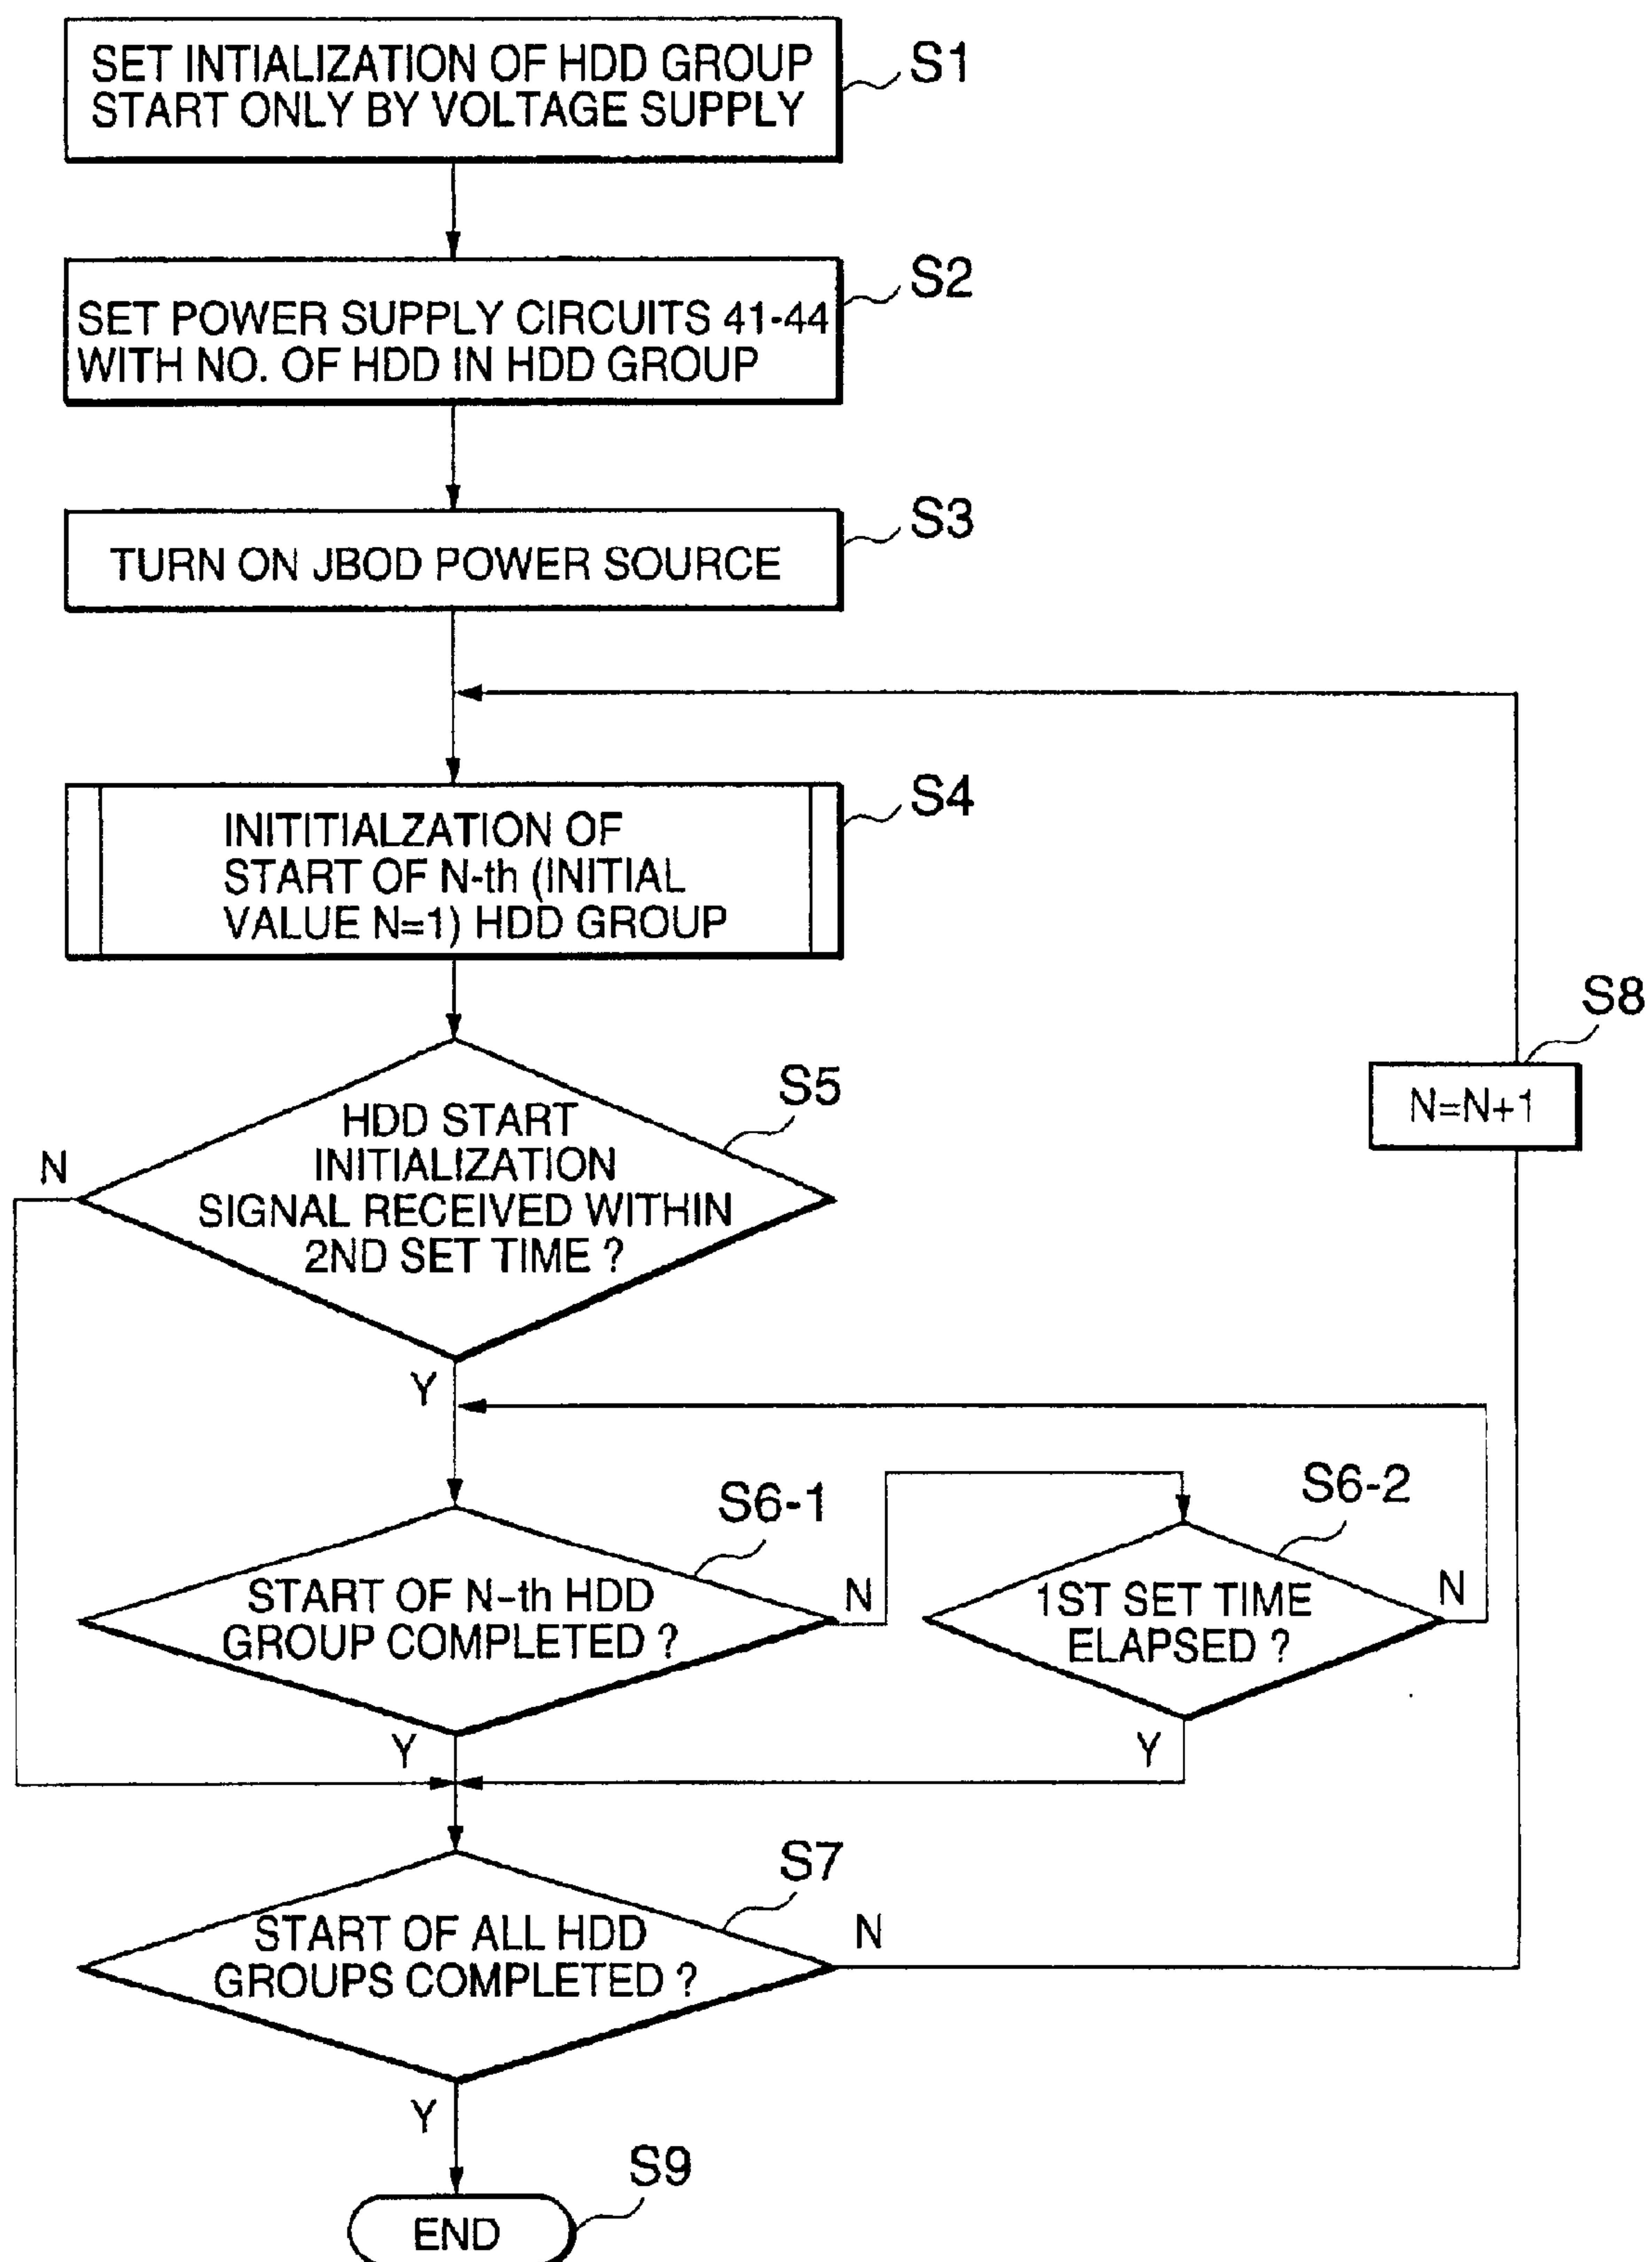 SET INTIALIZATION OF HDD GROUP
START ONLY BY VOLTAGE SUPPLY
S1
S2
SET POWER SUPPLY CIRCUITS 41-44
WITH NO. OF HDD IN HDD GROUP
S3
TURN ON JBOD POWER SOURCE
S4
INITITIALZATION OF
START OF N-th (INITIAL
VALUE N=1) HDD GROUP
S8
N=N+1
S5
HDD START
INITIALIZATION
SIGNAL RECEIVED WITHIN
2ND SET TIME ?
N
Y
S6-1
START OF N-th HDD
GROUP COMPLETED ?
N
Y
S6-2
1ST SET TIME
ELAPSED ?
N
Y
S7
START OF ALL HDD
GROUPS COMPLETED ?
N
Y
S9
END